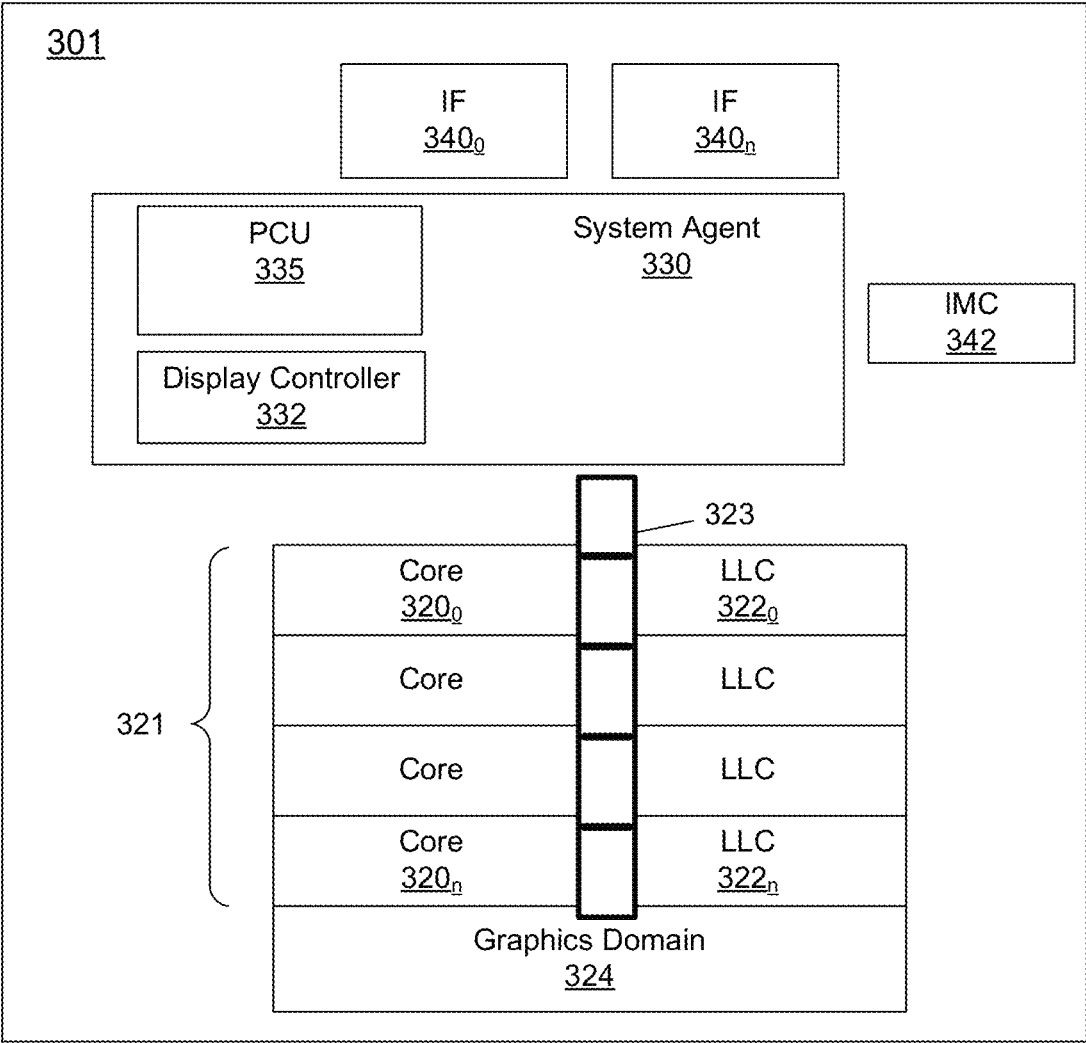 301
IF
340₀
IF
340ₙ
PCU
335
System Agent
330
IMC
342
Display Controller
332
323
Core
320₀
LLC
322₀
Core
LLC
321
Core
LLC
Core
320ₙ
LLC
322ₙ
Graphics Domain
324